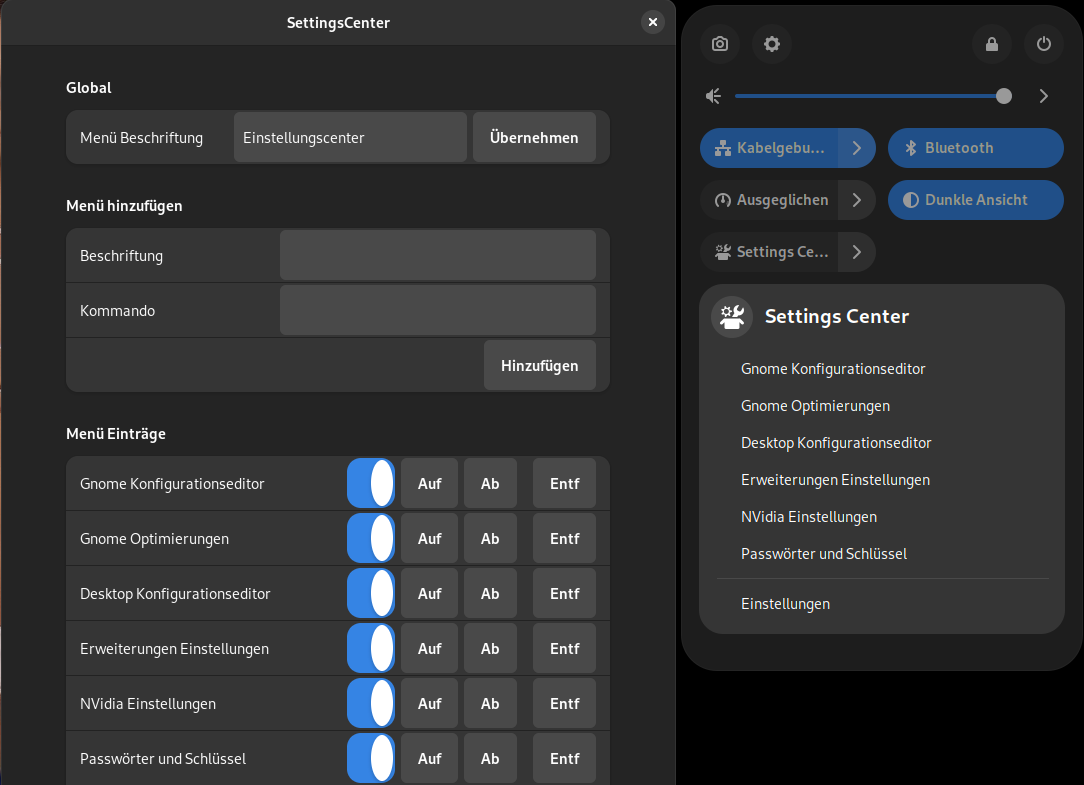 SettingsCenter
Global
Menü Beschriftung Einstellungscenter Übernehmen
Menü hinzufügen
Beschriftung
Kommando
Hinzufügen
Menü Einträge
Gnome Konfigurationseditor Auf Ab Entf
Gnome Optimierungen Auf Ab Entf
Desktop Konfigurationseditor Auf Ab Entf
Erweiterungen Einstellungen Auf Ab Entf
NVidia Einstellungen Auf Ab Entf
Passwörter und Schlüssel Auf Ab Entf
Kabelgebu... Bluetooth
Ausgeglichen Dunkle Ansicht
Settings Ce...
Settings Center
Gnome Konfigurationseditor
Gnome Optimierungen
Desktop Konfigurationseditor
Erweiterungen Einstellungen
NVidia Einstellungen
Passwörter und Schlüssel
Einstellungen